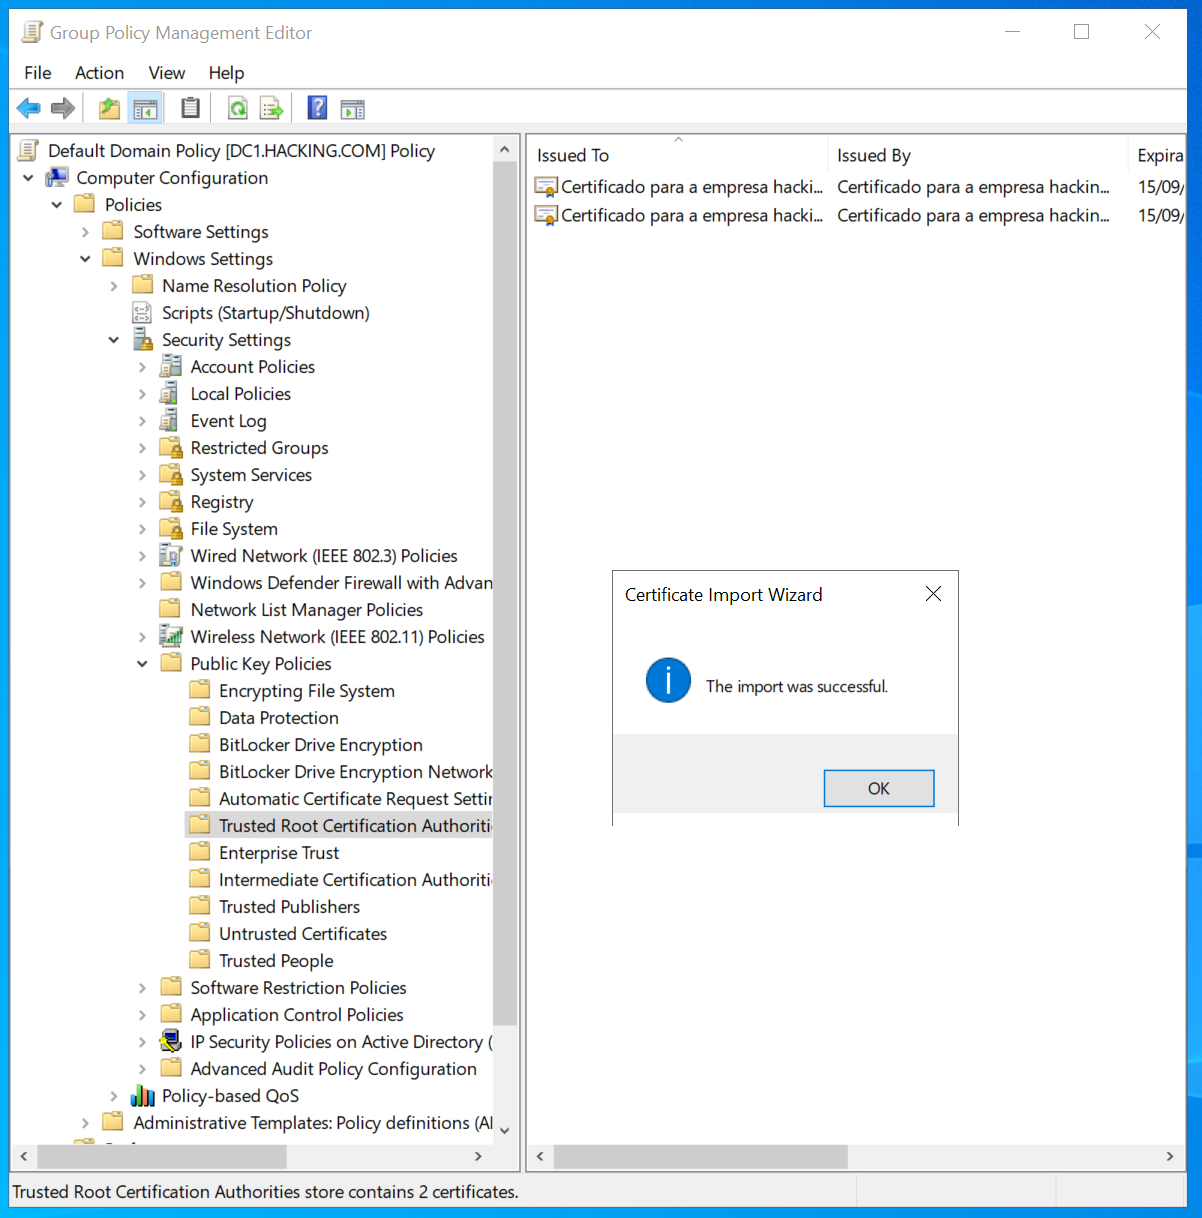 Group Policy Management Editor
File Action View Help
Default Domain Policy [DC1.HACKING.COM] Policy
Computer Configuration
Policies
Software Settings
Windows Settings
Name Resolution Policy
Scripts (Startup/Shutdown)
Security Settings
Account Policies
Local Policies
Event Log
Restricted Groups
System Services
Registry
File System
Wired Network (IEEE 802.3) Policies
Windows Defender Firewall with Advan
Network List Manager Policies
Wireless Network (IEEE 802.11) Policies
Public Key Policies
Encrypting File System
Data Protection
BitLocker Drive Encryption
BitLocker Drive Encryption Network
Automatic Certificate Request Settin
Trusted Root Certification Authoriti
Enterprise Trust
Intermediate Certification Authoriti
Trusted Publishers
Untrusted Certificates
Trusted People
Software Restriction Policies
Application Control Policies
IP Security Policies on Active Directory (
Advanced Audit Policy Configuration
Policy-based QoS
Administrative Templates: Policy definitions (A
Issued To Issued By Expira
Certificado para a empresa hacki... Certificado para a empresa hackin... 15/09/
Certificado para a empresa hacki... Certificado para a empresa hackin... 15/09/
Certificate Import Wizard
The import was successful.
OK
Trusted Root Certification Authorities store contains 2 certificates.